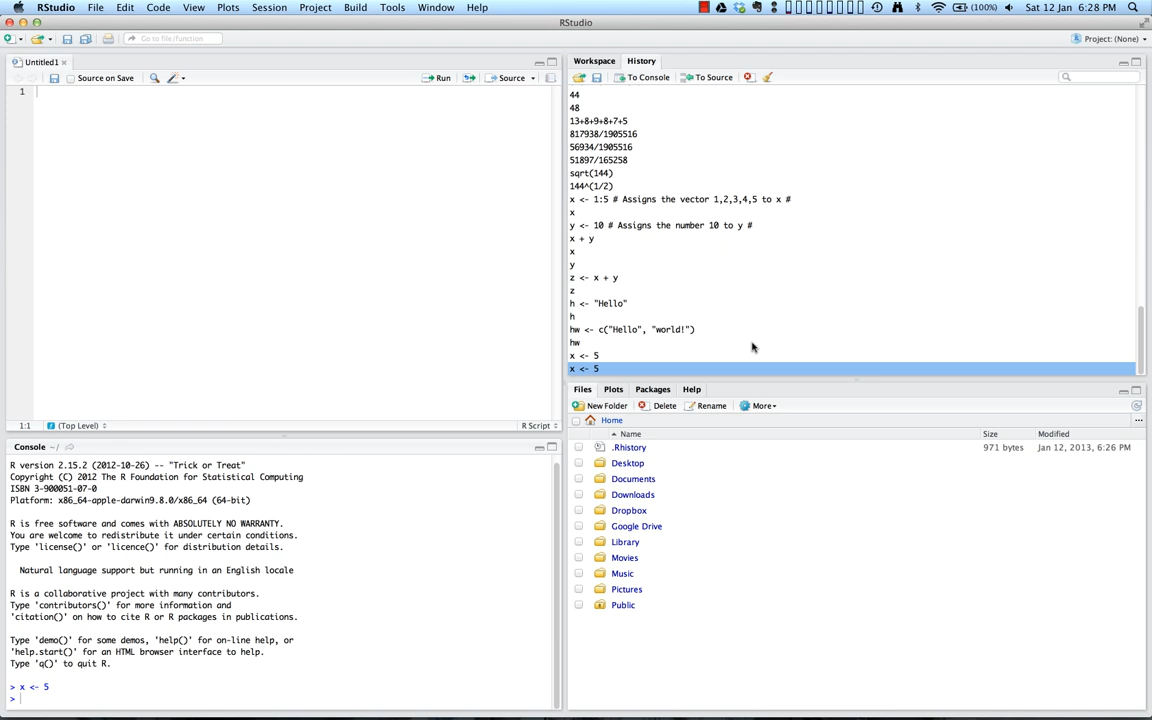 RStudio File Edit Code View Plots Session Project Build Tools Window Help (100%) Sat 12 Jan 6:28 PM
RStudio
Go to file/function
Project: (None)
Untitled1
Source on Save
Run
Source
1
1:1
(Top Level)
R Script
Console ~/
R version 2.15.2 (2012-10-26) -- "Trick or Treat"
Copyright (C) 2012 The R Foundation for Statistical Computing
ISBN 3-900051-07-0
Platform: x86_64-apple-darwin9.8.0/x86_64 (64-bit)
R is free software and comes with ABSOLUTELY NO WARRANTY.
You are welcome to redistribute it under certain conditions.
Type 'license()' or 'licence()' for distribution details.
Natural language support but running in an English locale
R is a collaborative project with many contributors.
Type 'contributors()' for more information and
'citation()' on how to cite R or R packages in publications.
Type 'demo()' for some demos, 'help()' for on-line help, or
'help.start()' for an HTML browser interface to help.
Type 'q()' to quit R.
> x <- 5
>
Workspace History
To Console To Source
44
48
13+8+9+8+7+5
817938/1905516
56934/1905516
51897/165258
sqrt(144)
144^(1/2)
x <- 1:5 # Assigns the vector 1,2,3,4,5 to x #
x
y <- 10 # Assigns the number 10 to y #
x + y
x
y
z <- x + y
z
h <- "Hello"
h
hw <- c("Hello", "world!")
hw
x <- 5
x <- 5
Files Plots Packages Help
New Folder Delete Rename More
Home
Name Size Modified
.Rhistory 971 bytes Jan 12, 2013, 6:26 PM
Desktop
Documents
Downloads
Dropbox
Google Drive
Library
Movies
Music
Pictures
Public